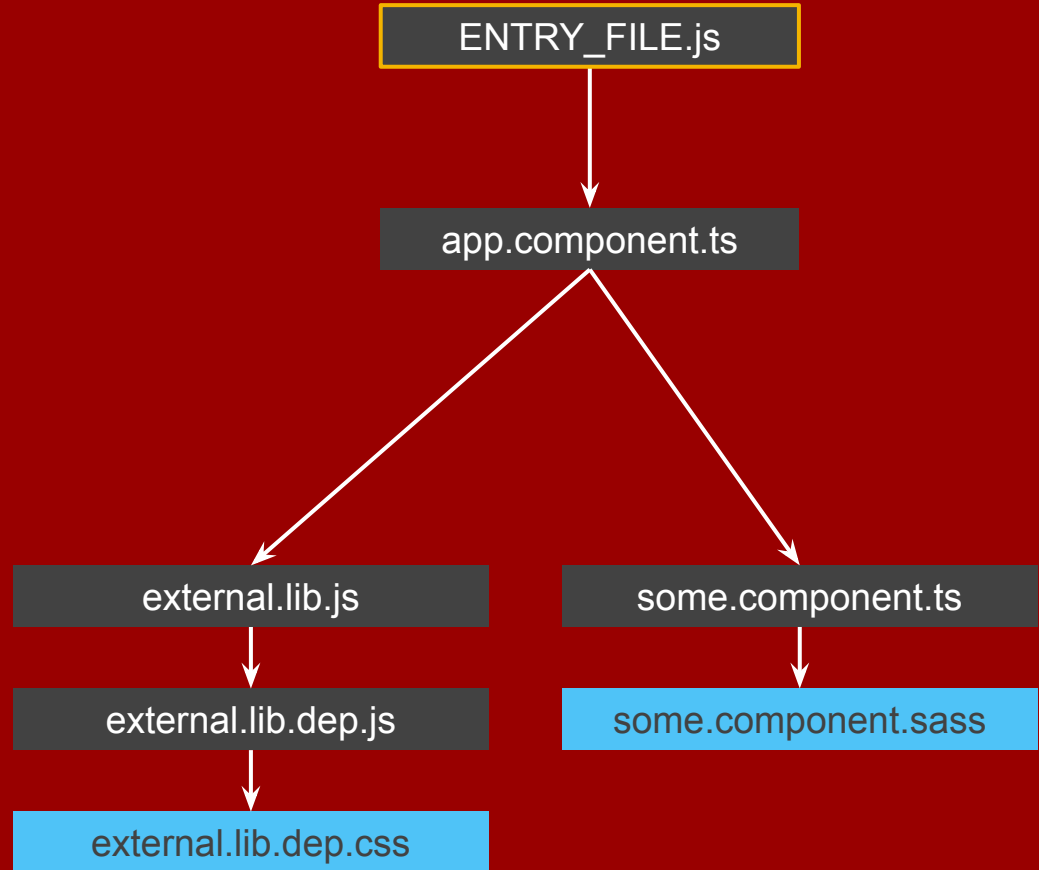 ENTRY_FILE.js
app.component.ts
external.lib.js
some.component.ts
external.lib.dep.js
some.component.sass
external.lib.dep.css